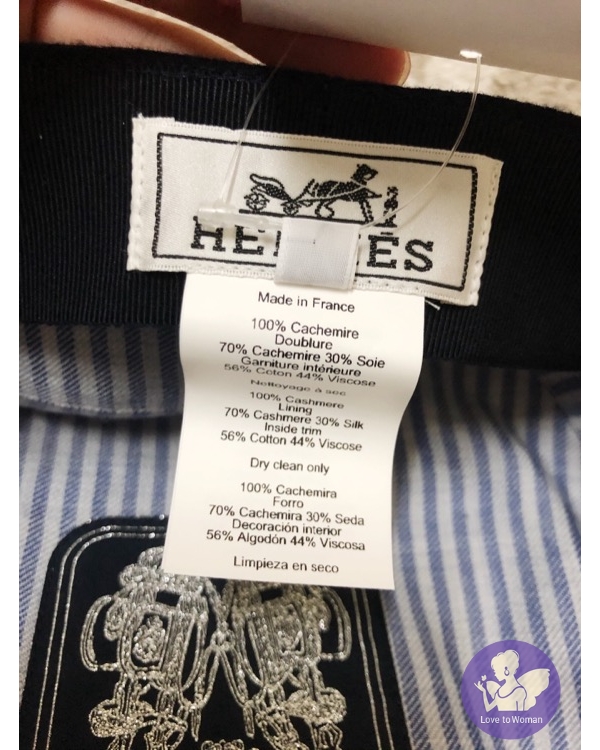 HERMÈS
Made in France
100% Cachemire
Doublure
70% Cachemire 30% Soie
Garniture intérieure
56% Coton 44% Viscose
Nettoyage à sec
100% Cashmere
Lining
70% Cashmere 30% Silk
Inside trim
56% Cotton 44% Viscose
Dry clean only
100% Cachemira
Forro
70% Cachemira 30% Seda
Decoración interior
56% Algodón 44% Viscosa
Limpieza en seco
Love to Woman